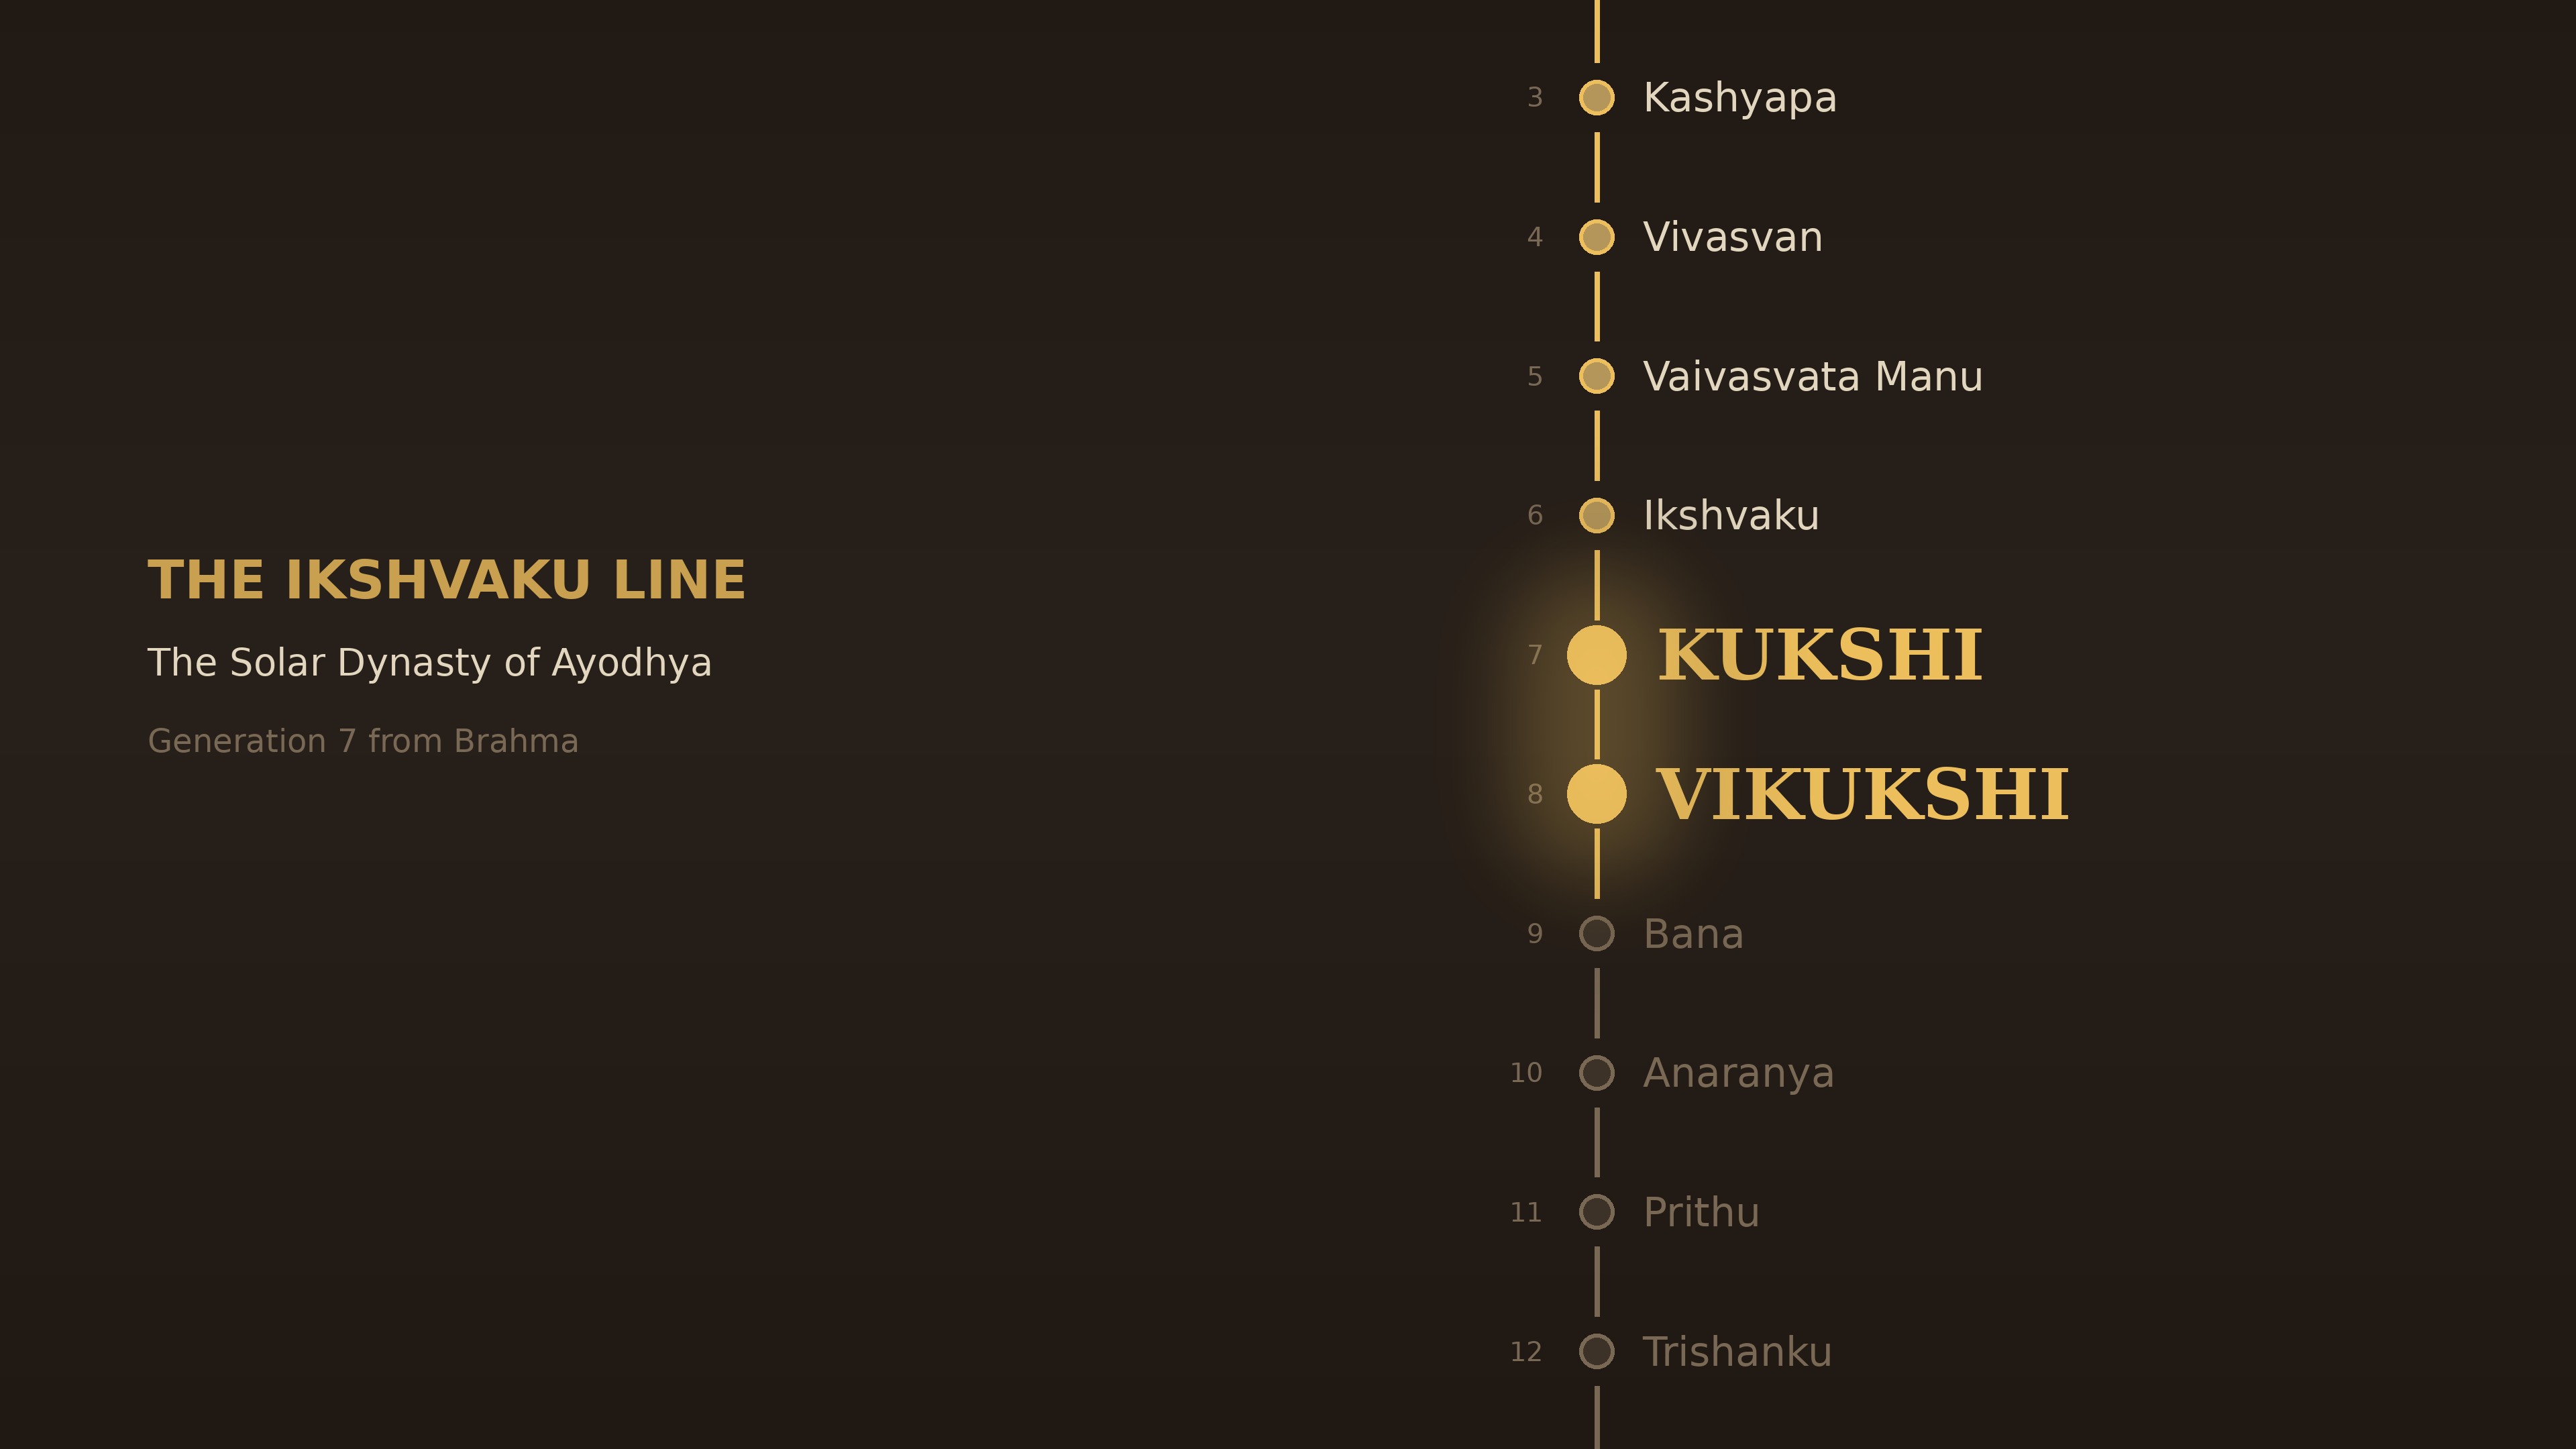 THE IKSHVAKU LINE
The Solar Dynasty of Ayodhya
Generation 7 from Brahma
3 Kashyapa
4 Vivasvan
5 Vaivasvata Manu
6 Ikshvaku
7 KUKSHI
8 VIKUKSHI
9 Bana
10 Anaranya
11 Prithu
12 Trishanku